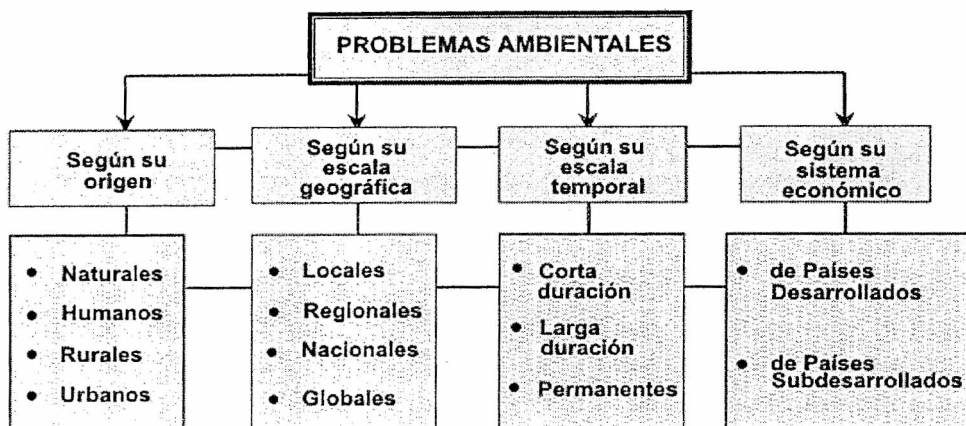 PROBLEMAS AMBIENTALES
Según su
origen
Según su
escala
geográfica
Según su
escala
temporal
Según su
sistema
económico
• Naturales
• Humanos
• Rurales
• Urbanos
• Locales
• Regionales
• Nacionales
• Globales
• Corta
duración
• Larga
duración
• Permanentes
• de Países
Desarrollados
• de Países
Subdesarrollados